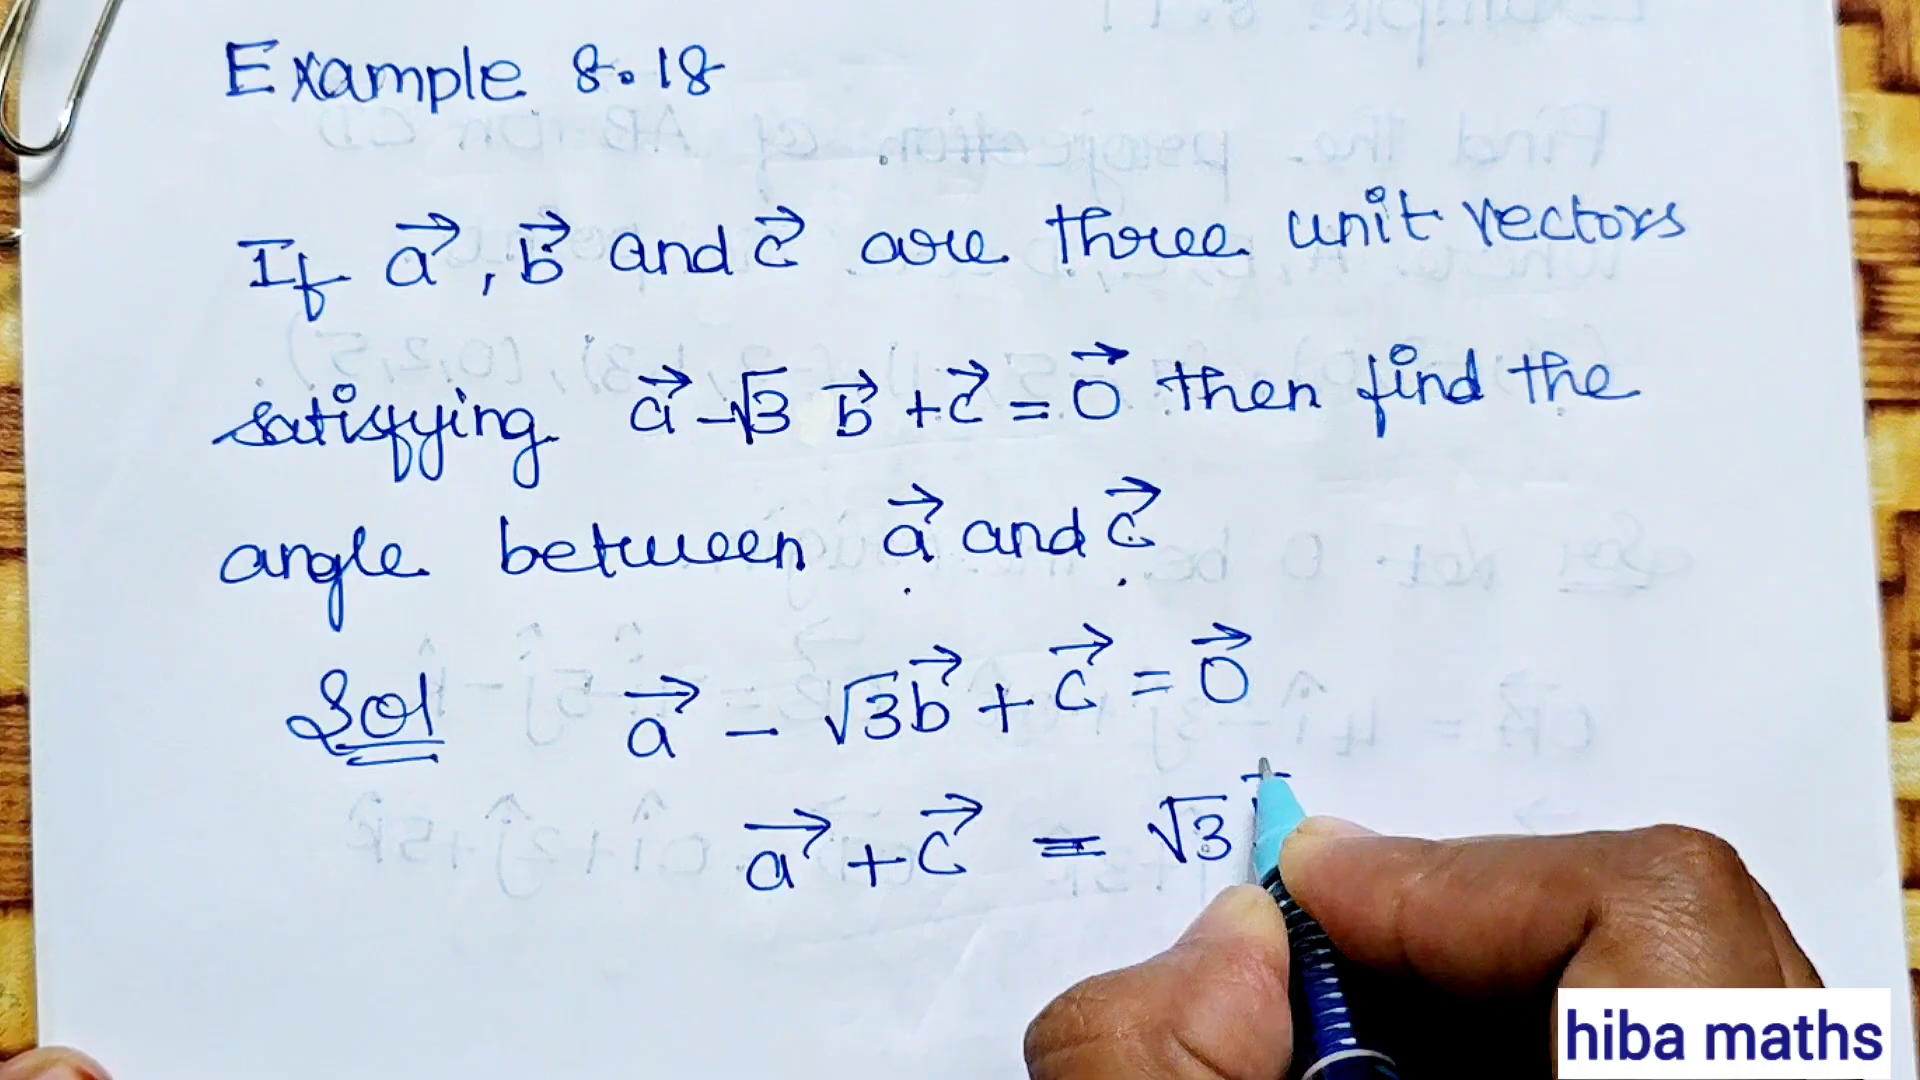 Example 8.18
If a⃗, b⃗ and c⃗ are three unit vectors
satisfying a⃗ - √3 b⃗ + c⃗ = 0⃗ then find the
angle between a⃗ and c⃗
Sol a⃗ - √3 b⃗ + c⃗ = 0⃗
a⃗ + c⃗ = √3
hiba maths